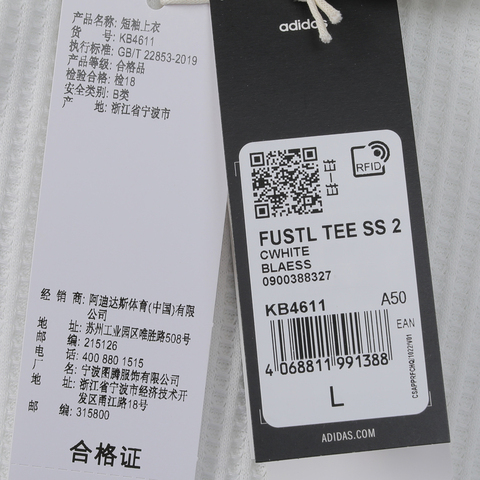 产品名称: 短袖上衣
货 号: KB4611
执行标准: GB/T 22853-2019
产品等级: 合格品
检验合格: 检18
安全类别: B类
产 地: 浙江省宁波市
经 销 商: 阿迪达斯体育(中国)有限
公司
地 址: 苏州工业园区唯胜路508号
邮 编: 215126
电 话: 400 880 1515
厂 名: 宁波图腾服饰有限公司
地 址: 浙江省宁波市经济技术开
发区甬江路18号
邮 编: 315800
合格证
adidas
RFID
FUSTL TEE SS 2
CWHITE
BLAESS
0900388327
KB4611 A50
EAN
4 068811 991388
CSAPPRFCHQ/1022/V01
L
ADIDAS.COM